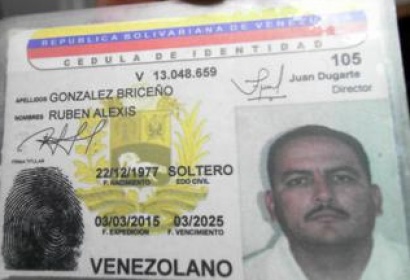 REPÚBLICA BOLIVARIANA DE VENEZUELA
CEDULA DE IDENTIDAD
V 13.048.659
105
Juan Dugarte
Director
APELLIDOS GONZALEZ BRICEÑO
NOMBRES RUBEN ALEXIS
FIRMA TITULAR
22/12/1977 SOLTERO
F. NACIMIENTO EDO CIVIL
03/03/2015 03/2025
F. EXPEDICION F. VENCIMIENTO
VENEZOLANO